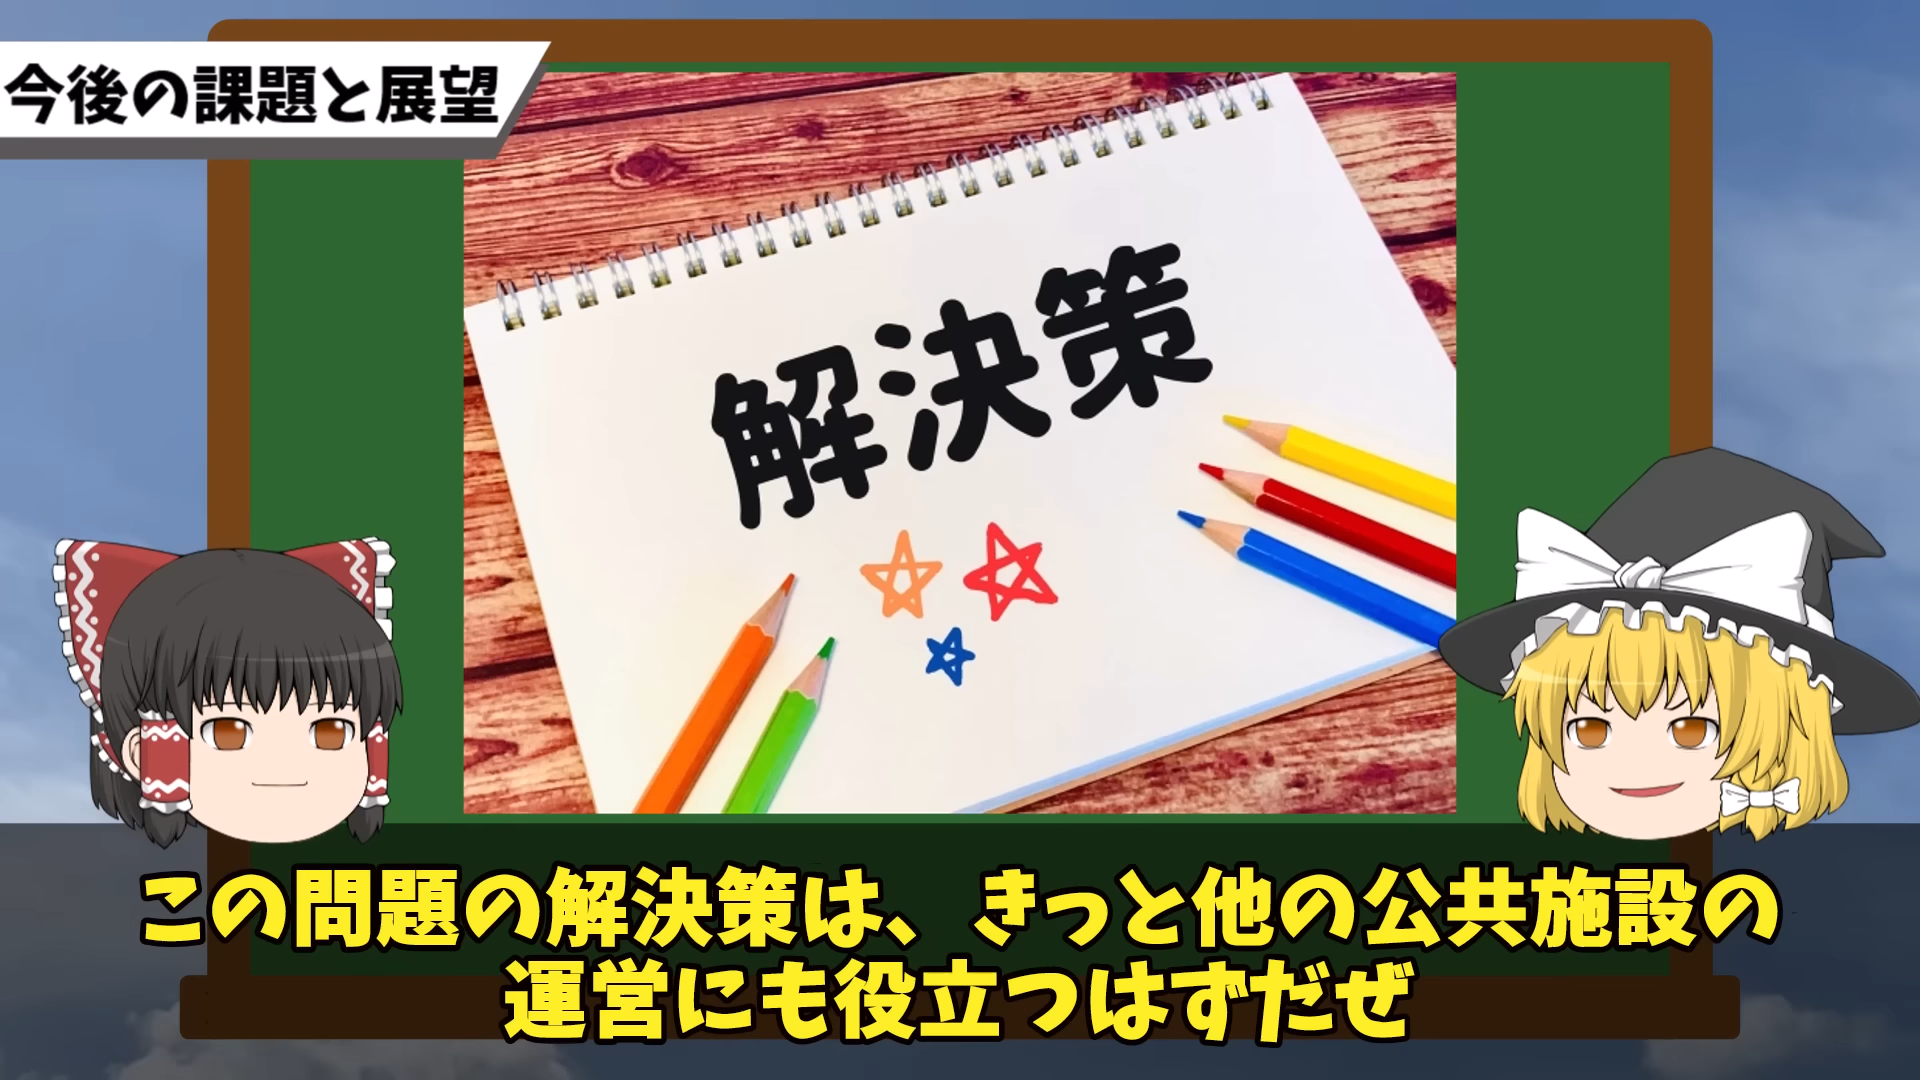 今後の課題と展望
解決策
この問題の解決策は、きっと他の公共施設の
運営にも役立つはずだぜ